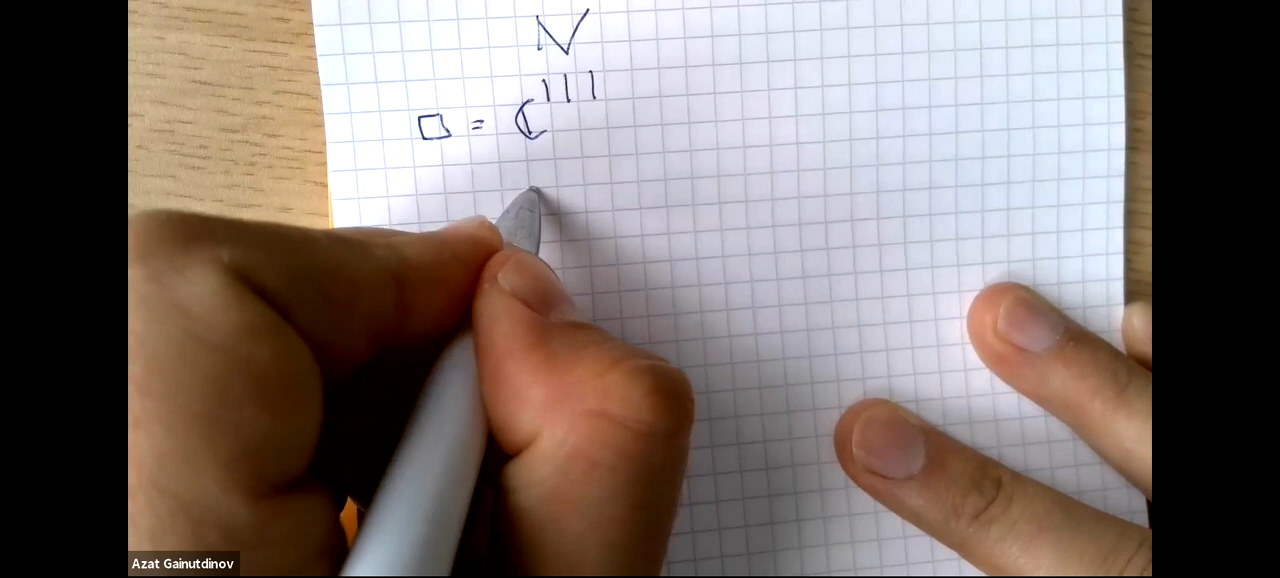 N
□ = ℂ^|||
Azat Gainutdinov